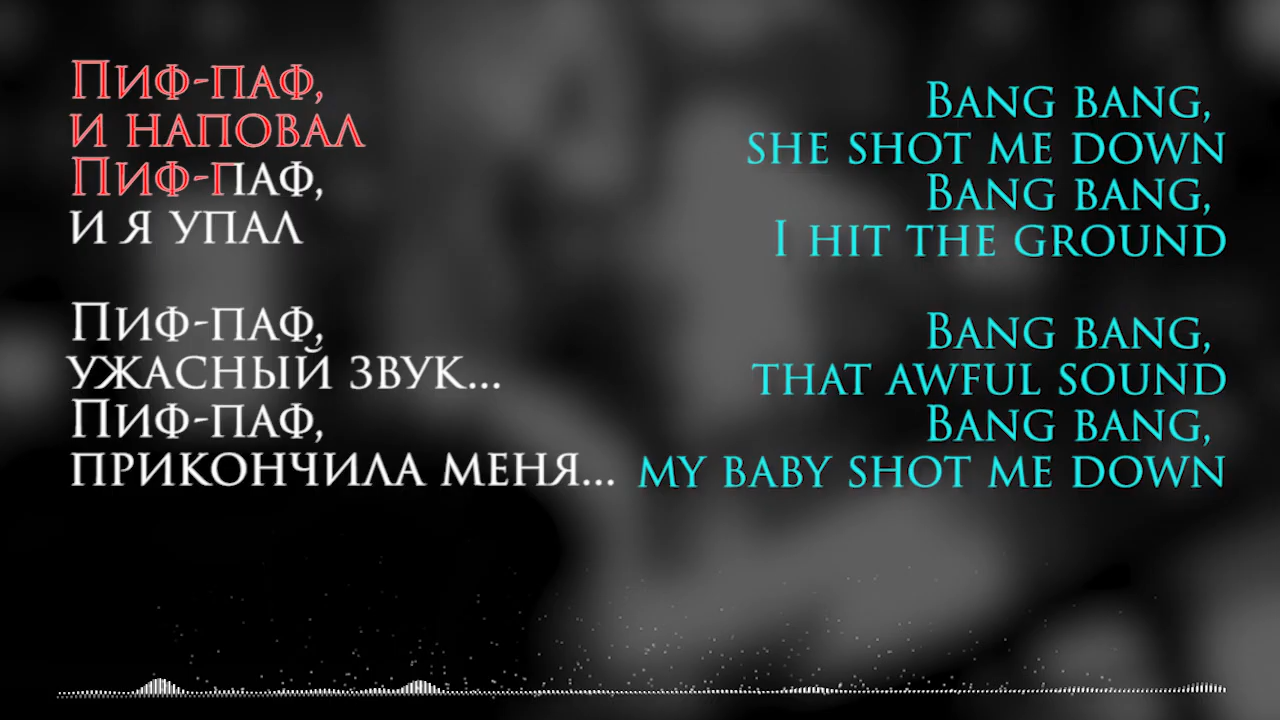 Пиф-паф,
и наповал
Пиф-паф,
и я упал
Пиф-паф,
ужасный звук...
Пиф-паф,
прикончила меня...
Bang bang,
she shot me down
Bang bang,
I hit the ground
Bang bang,
that awful sound
Bang bang,
my baby shot me down